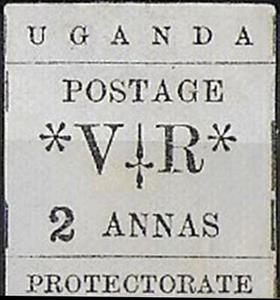 UGANDA
POSTAGE
*V R*
2 ANNAS
PROTECTORATE